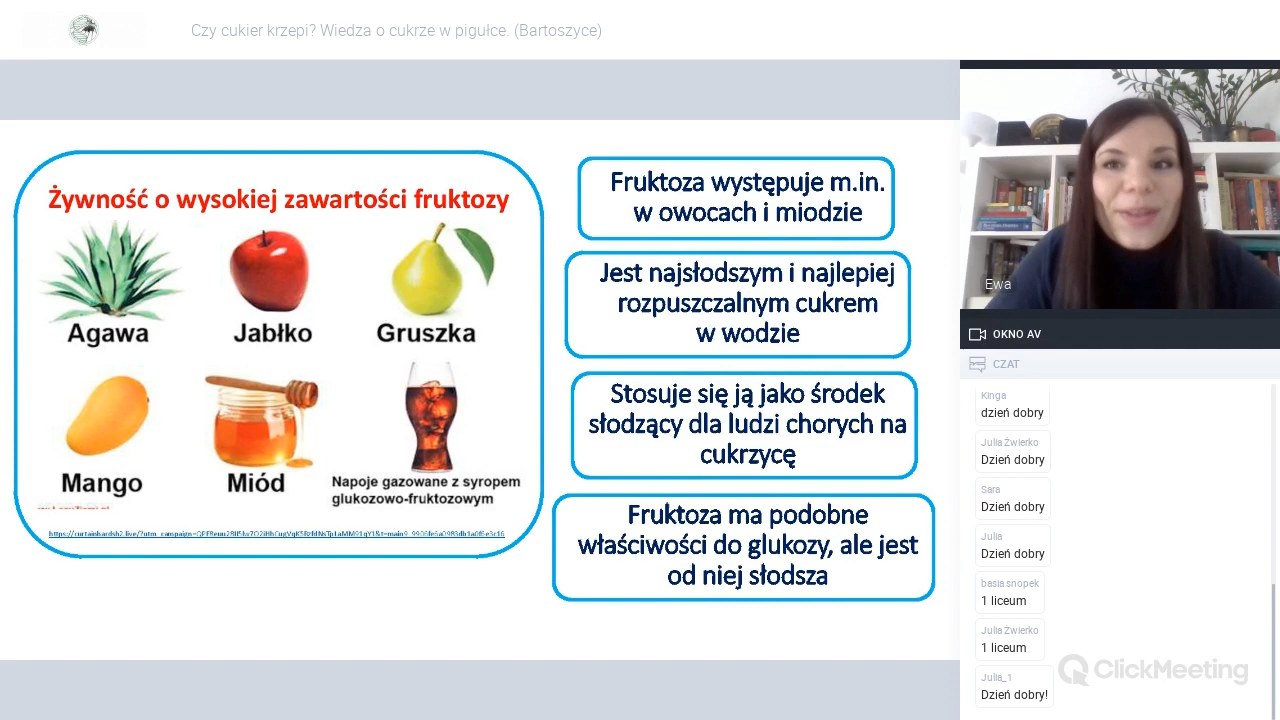 Czy cukier krzepi? Wiedza o cukrze w pigułce. (Bartoszyce)
Żywność o wysokiej zawartości fruktozy
Agawa
Jabłko
Gruszka
Mango
Miód
Napoje gazowane z syropem
glukozowo-fruktozowym
Fruktoza występuje m.in.
w owocach i miodzie
Jest najsłodszym i najlepiej
rozpuszczalnym cukrem
w wodzie
Stosuje się ją jako środek
słodzący dla ludzi chorych na
cukrzycę
Fruktoza ma podobne
właściwości do glukozy, ale jest
od niej słodsza
Ewa
OKNO AV
CZAT
Kinga
dzień dobry
Julia Żwierko
Dzień dobry
Sara
Dzień dobry
Julia
Dzień dobry
basia snopek
1 liceum
Julia Żwierko
1 liceum
Julia_1
Dzień dobry!
ClickMeeting